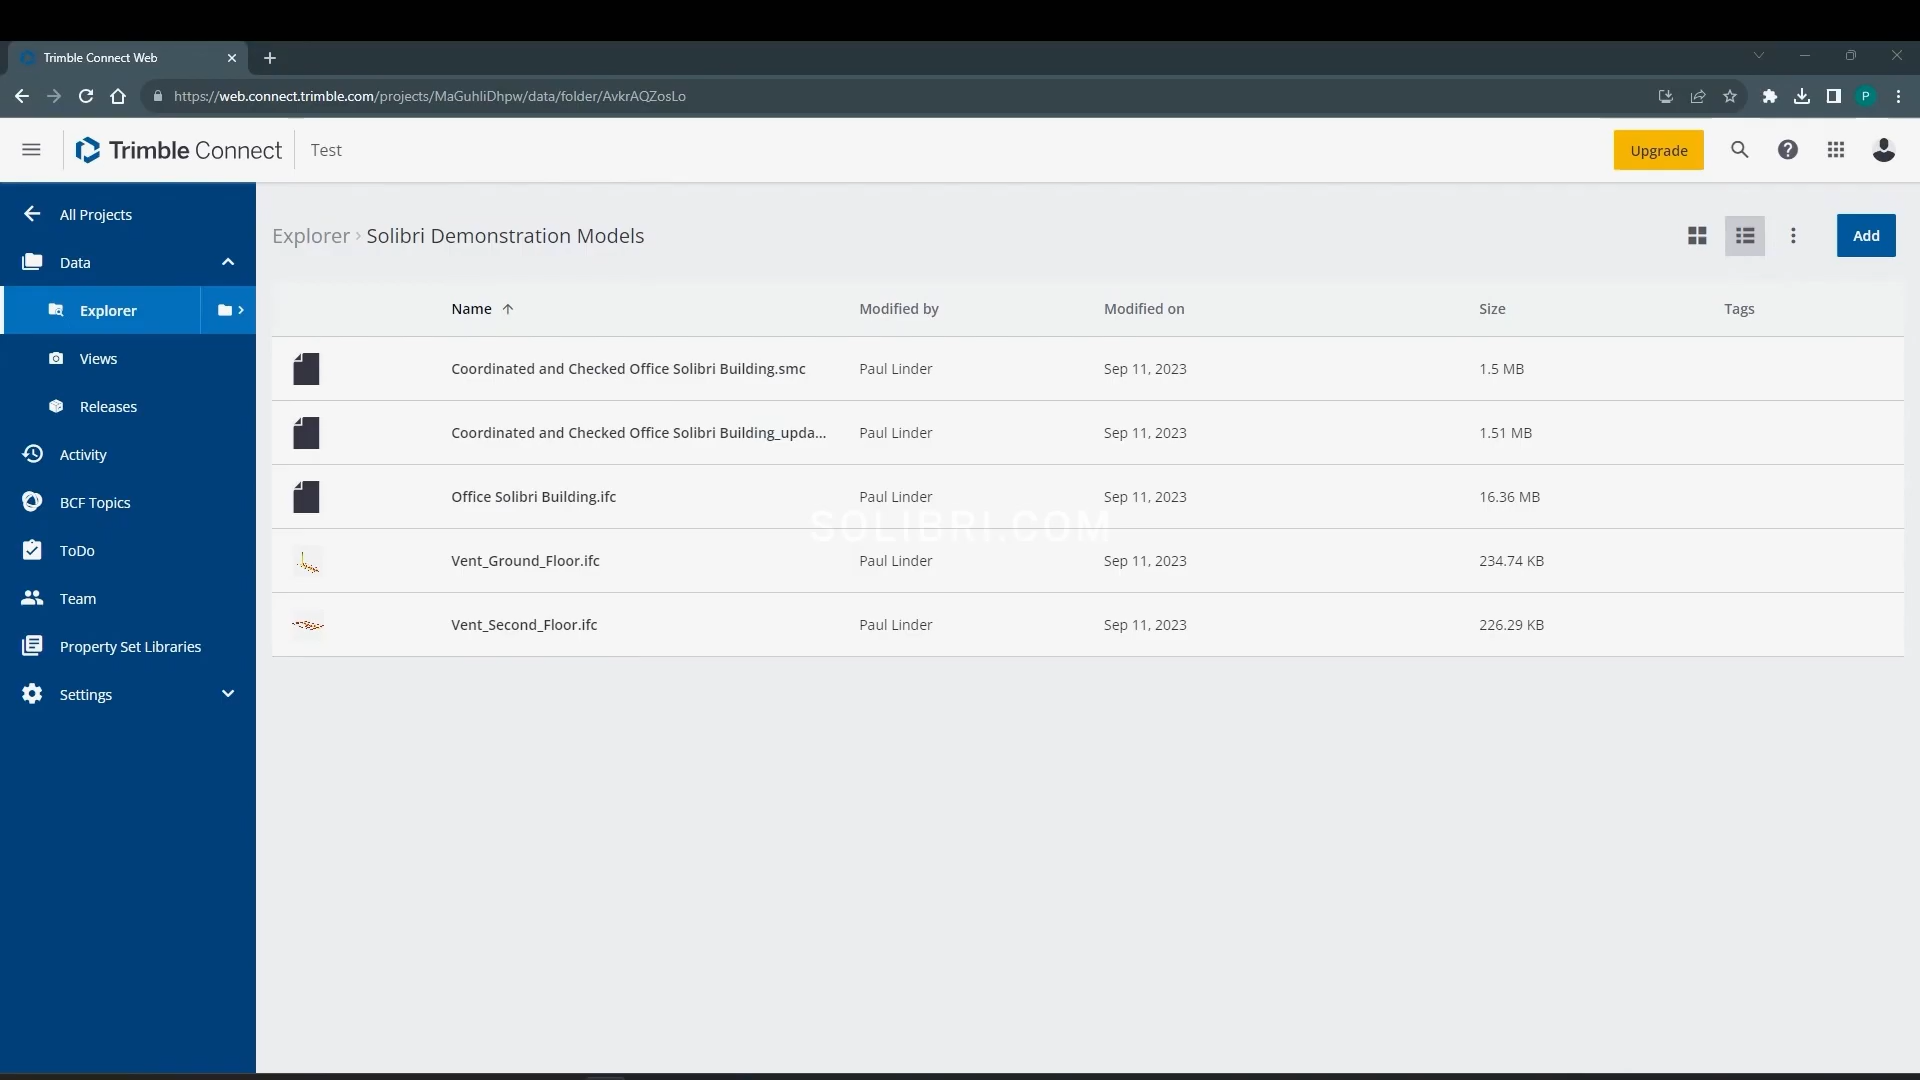 Trimble Connect Web
https://web.connect.trimble.com/projects/MaGuhliDhpw/data/folder/AvkrAQZosLo
P
Trimble Connect
Test
Upgrade
All Projects
Data
Explorer
Views
Releases
Activity
BCF Topics
ToDo
Team
Property Set Libraries
Settings
Explorer › Solibri Demonstration Models
Add
Name Modified by Modified on Size Tags
Coordinated and Checked Office Solibri Building.smc Paul Linder Sep 11, 2023 1.5 MB
Coordinated and Checked Office Solibri Building_upda... Paul Linder Sep 11, 2023 1.51 MB
Office Solibri Building.ifc Paul Linder Sep 11, 2023 16.36 MB
SOLIBRI.COM
Vent_Ground_Floor.ifc Paul Linder Sep 11, 2023 234.74 KB
Vent_Second_Floor.ifc Paul Linder Sep 11, 2023 226.29 KB